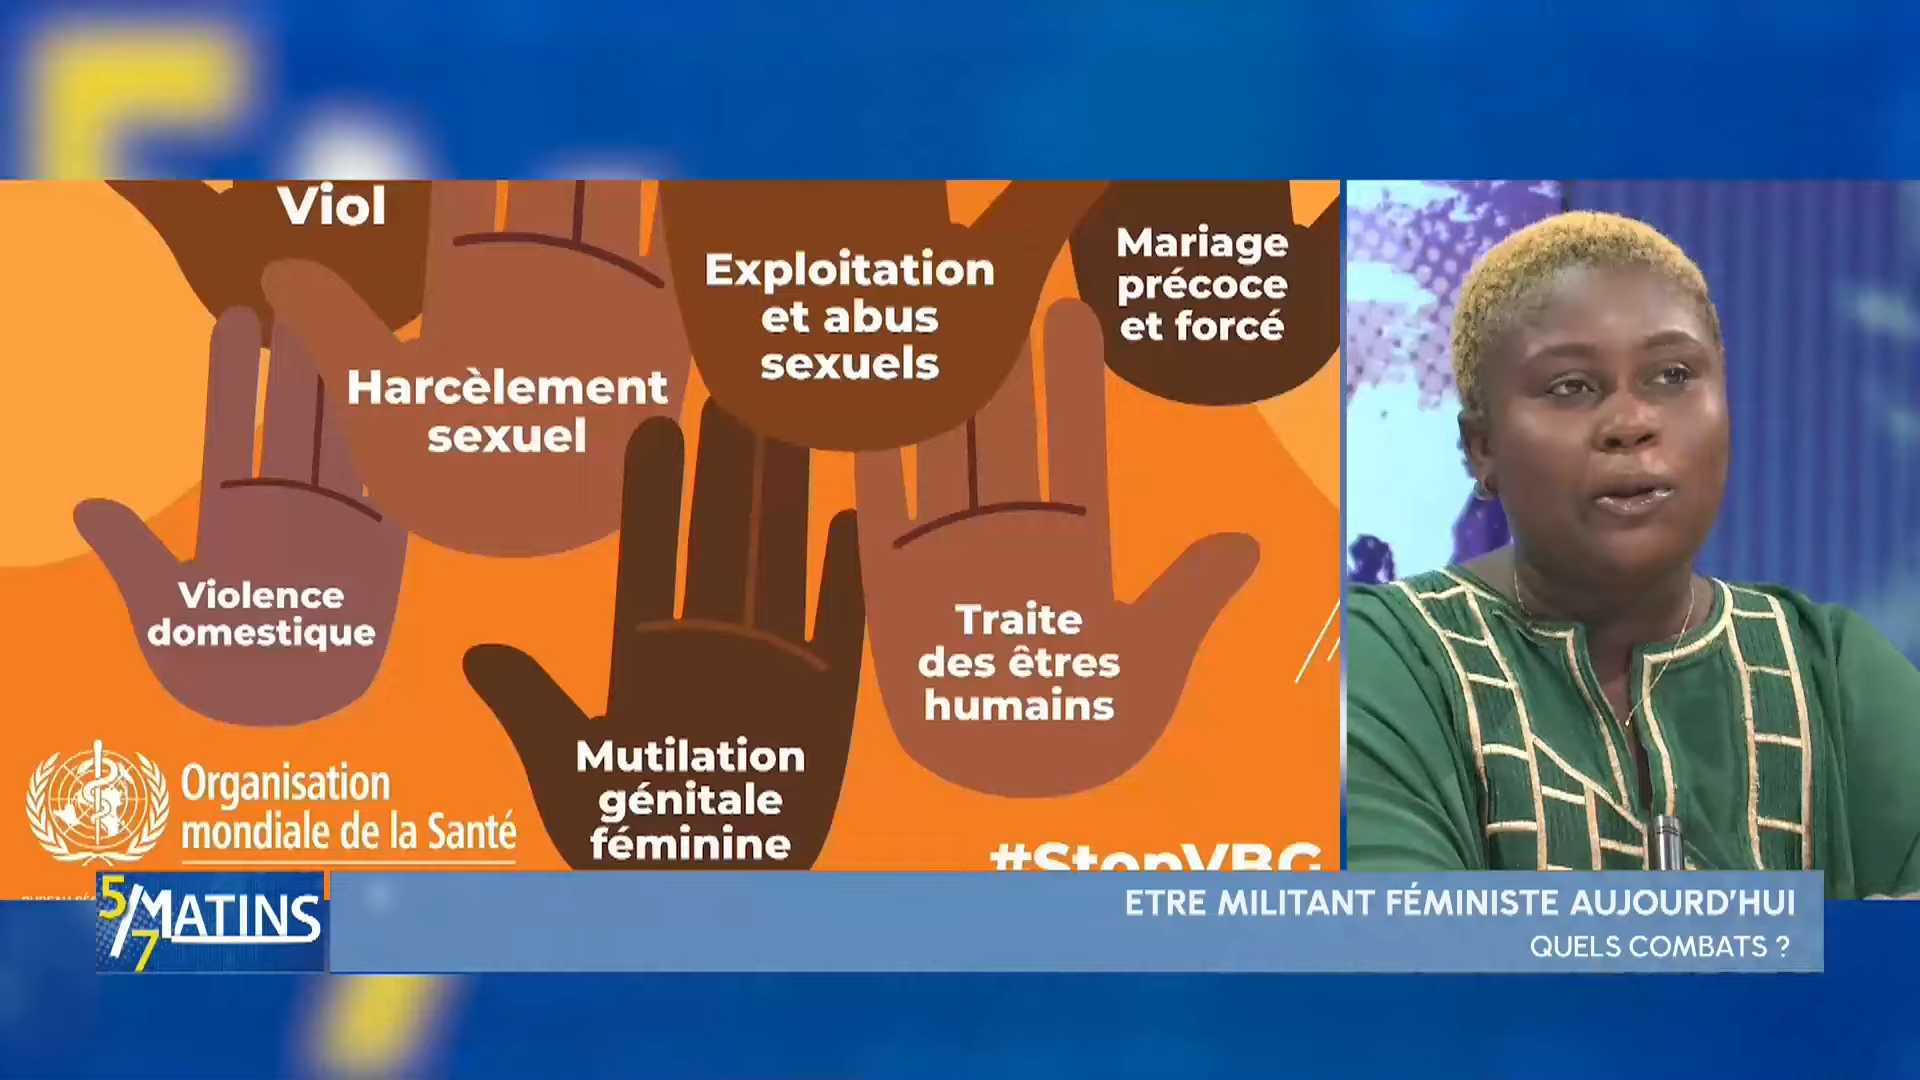 Viol
Harcèlement
sexuel
Exploitation
et abus
sexuels
Mariage
précoce
et forcé
Violence
domestique
Mutilation
génitale
féminine
Traite
des êtres
humains
Organisation
mondiale de la Santé
#StopVBG
5/7 MATINS
ETRE MILITANT FÉMINISTE AUJOURD'HUI
QUELS COMBATS ?